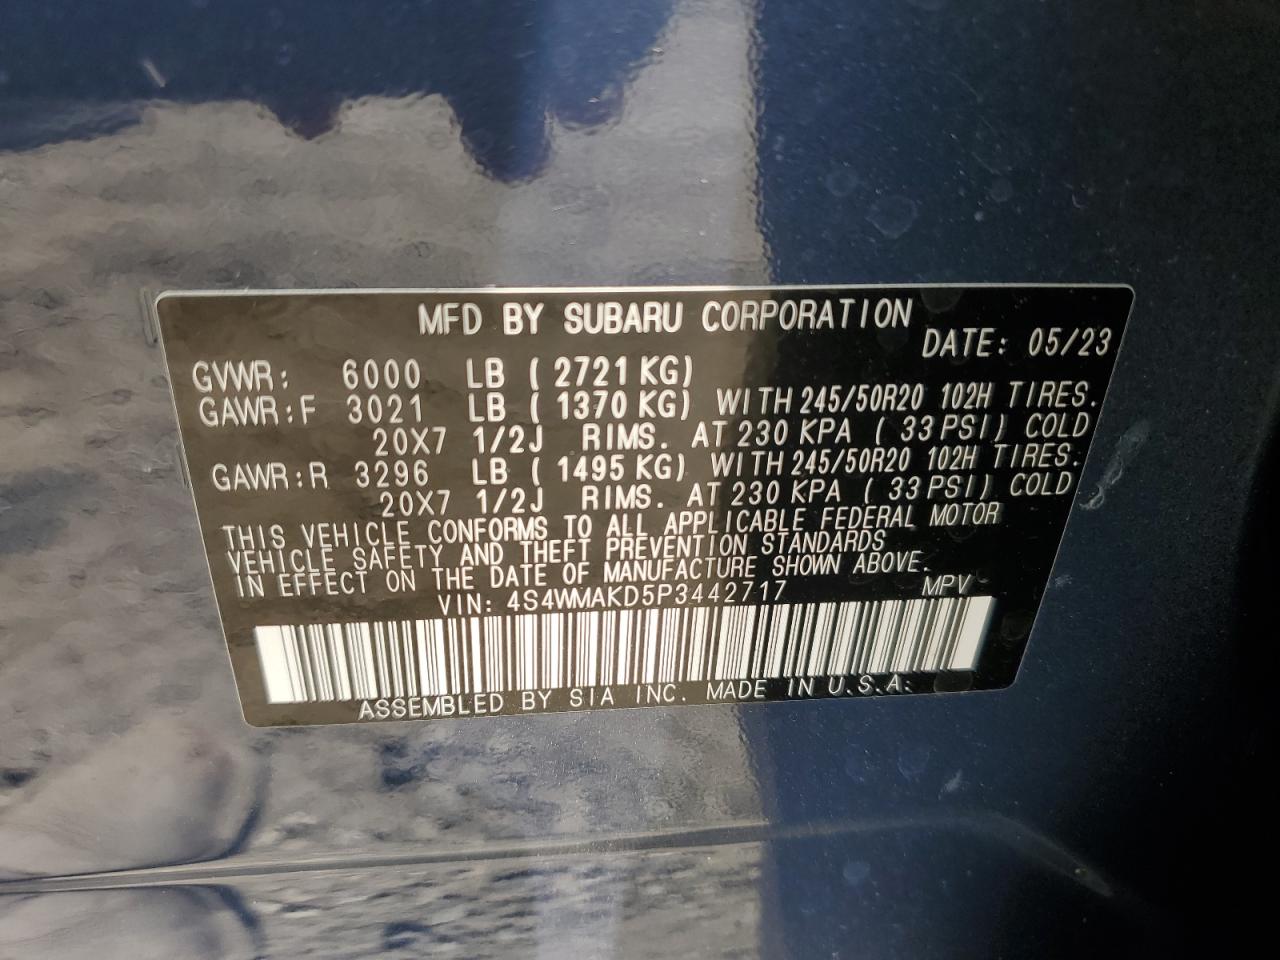 MFD BY SUBARU CORPORATION
DATE: 05/23
GVWR: 6000 LB ( 2721 KG)
GAWR:F 3021 LB ( 1370 KG) WITH 245/50R20 102H TIRES.
20X7 1/2J RIMS. AT 230 KPA ( 33 PSI) COLD
GAWR:R 3296 LB ( 1495 KG) WITH 245/50R20 102H TIRES.
20X7 1/2J RIMS. AT 230 KPA ( 33 PSI) COLD
THIS VEHICLE CONFORMS TO ALL APPLICABLE FEDERAL MOTOR
VEHICLE SAFETY AND THEFT PREVENTION STANDARDS
IN EFFECT ON THE DATE OF MANUFACTURE SHOWN ABOVE.
VIN: 4S4WMAKD5P3442717 MPV
ASSEMBLED BY SIA INC. MADE IN U.S.A.